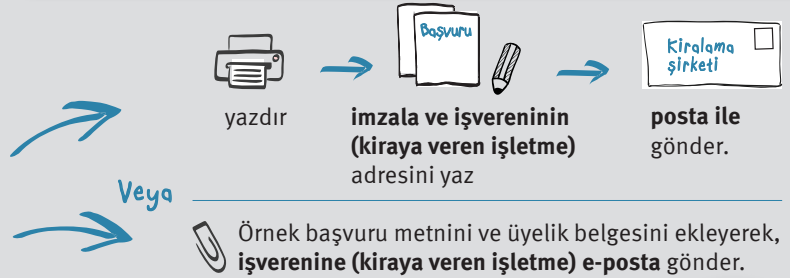 Başvuru
Kiralama
şirketi
yazdır
imzala ve işvereninin
(kiraya veren işletme)
adresini yaz
posta ile
gönder.
Veya
Örnek başvuru metnini ve üyelik belgesini ekleyerek,
işverenine (kiraya veren işletme) e-posta gönder.